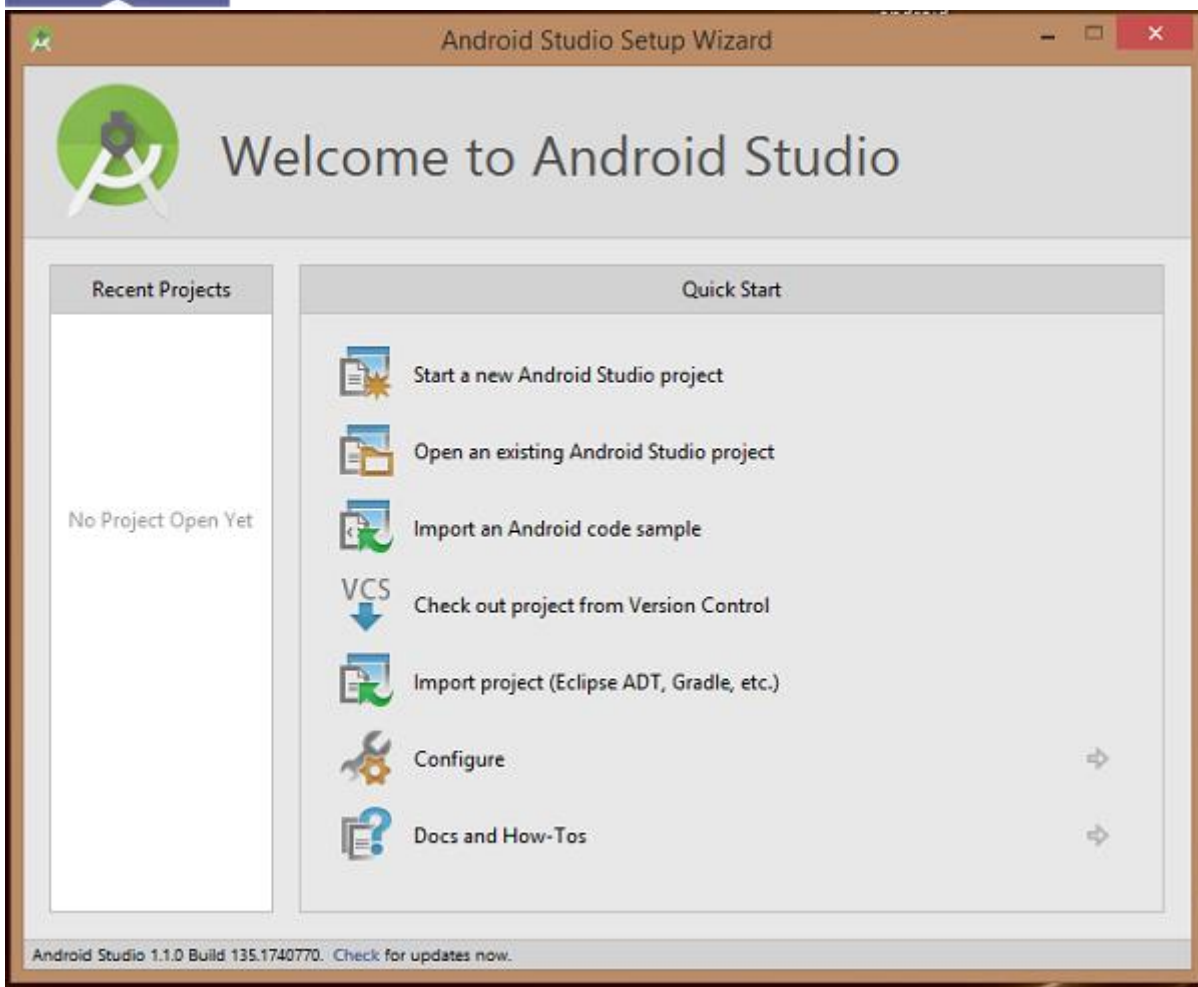 Android Studio Setup Wizard
Welcome to Android Studio
Recent Projects
No Project Open Yet
Quick Start
Start a new Android Studio project
Open an existing Android Studio project
Import an Android code sample
VCS
Check out project from Version Control
Import project (Eclipse ADT, Gradle, etc.)
Configure
Docs and How-Tos
Android Studio 1.1.0 Build 135.1740770. Check for updates now.